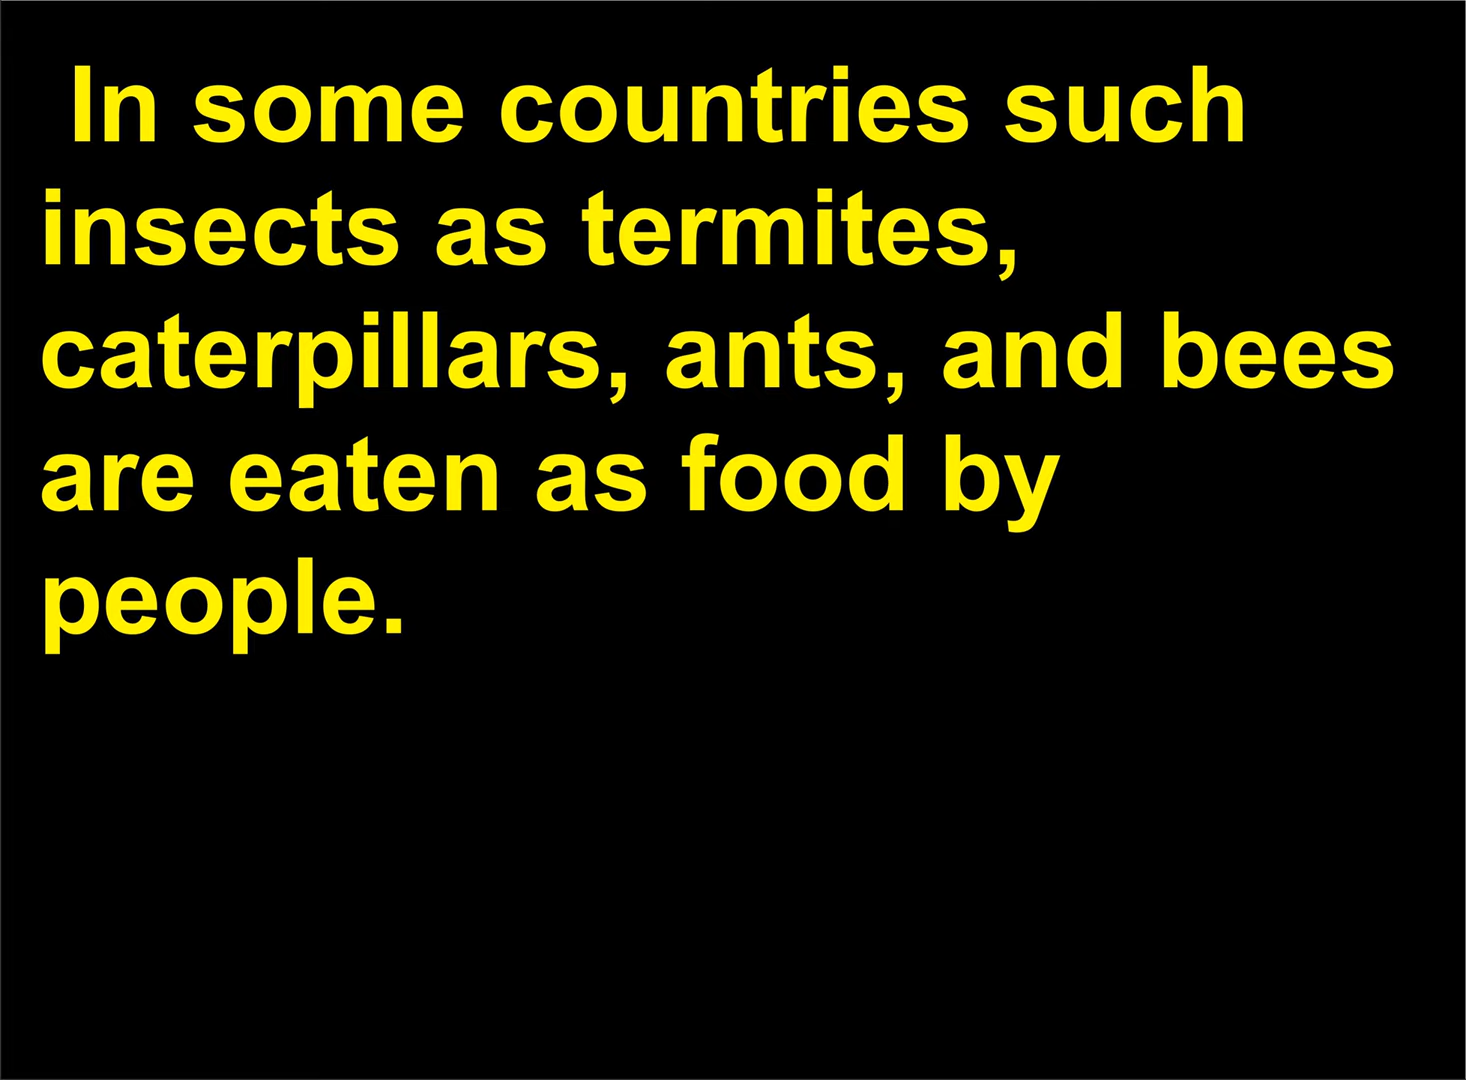 In some countries such
insects as termites,
caterpillars, ants, and bees
are eaten as food by
people.